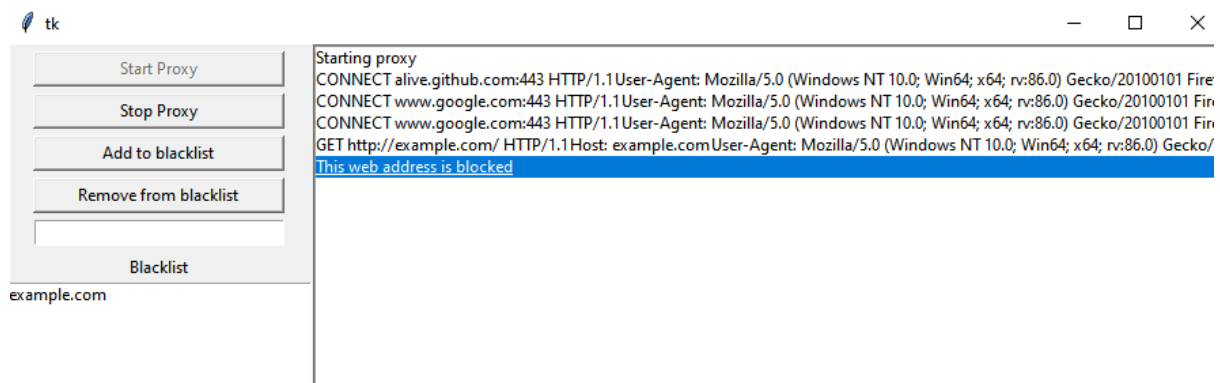 tk
Start Proxy
Stop Proxy
Add to blacklist
Remove from blacklist
Blacklist
example.com
Starting proxy
CONNECT alive.github.com:443 HTTP/1.1User-Agent: Mozilla/5.0 (Windows NT 10.0; Win64; x64; rv:86.0) Gecko/20100101 Firef
CONNECT www.google.com:443 HTTP/1.1User-Agent: Mozilla/5.0 (Windows NT 10.0; Win64; x64; rv:86.0) Gecko/20100101 Fire
CONNECT www.google.com:443 HTTP/1.1User-Agent: Mozilla/5.0 (Windows NT 10.0; Win64; x64; rv:86.0) Gecko/20100101 Fire
GET http://example.com/ HTTP/1.1Host: example.comUser-Agent: Mozilla/5.0 (Windows NT 10.0; Win64; x64; rv:86.0) Gecko/
This web address is blocked